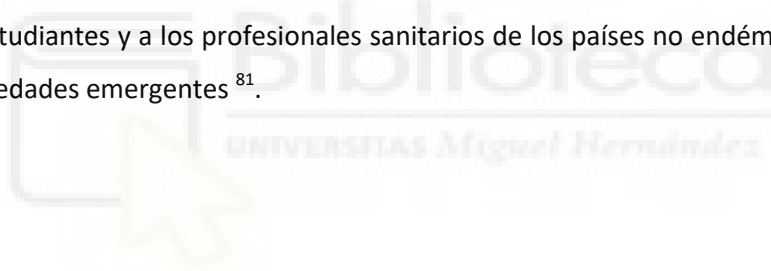 tudiantes y a los profesionales sanitarios de los países no endém
edades emergentes ⁸¹.
Biblioteca
UNIVERSITAS Miguel Hernández